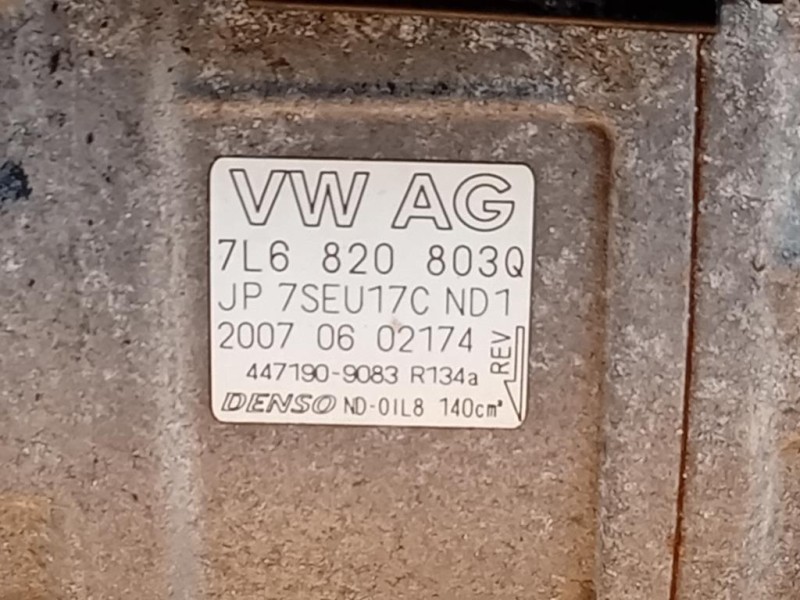 VW AG
7L6 820 803Q
JP 7SEU17C ND1
2007 06 02174
REV
447190-9083 R134a
DENSO ND-OIL8 140cm³